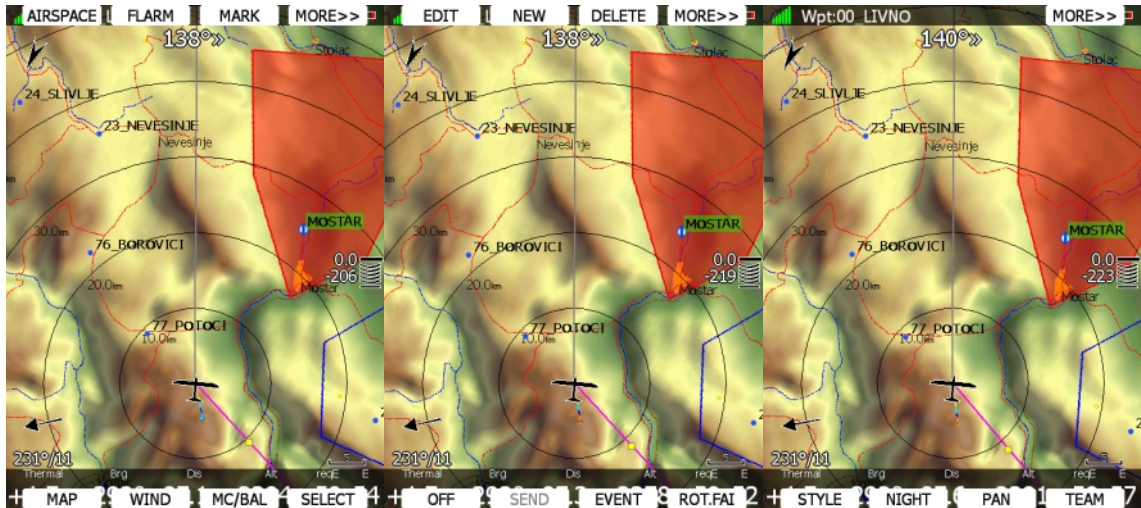 AIRSPACE FLARM MARK MORE>>
138°»
Stolac
24_SLIVLJE
23_NEVESINJE
Nevesinje
MOSTAR
30.0km
76_BOROVICI
0.0
-206
20.0km
Mostar
77_POTOCI
10.0km
231°/11
Thermal Brg Dis Alt reqE E
MAP WIND MC/BAL SELECT
EDIT NEW DELETE MORE>>
138°»
Stolac
24_SLIVLJE
23_NEVESINJE
Nevesinje
MOSTAR
30.0km
76_BOROVICI
0.0
-219
20.0km
Mostar
77_POTOCI
10.0km
231°/11
Thermal Brg Dis Alt reqE E
OFF SEND EVENT ROT.FAI
Wpt:00_LIVNO MORE>>
140°»
Stolac
24_SLIVLJE
23_NEVESINJE
Nevesinje
MOSTAR
30.0km
76_BOROVICI
0.0
-223
20.0km
Mostar
77_POTOCI
10.0km
231°/11
Thermal Brg Dis Alt reqE E
STYLE NIGHT PAN TEAM